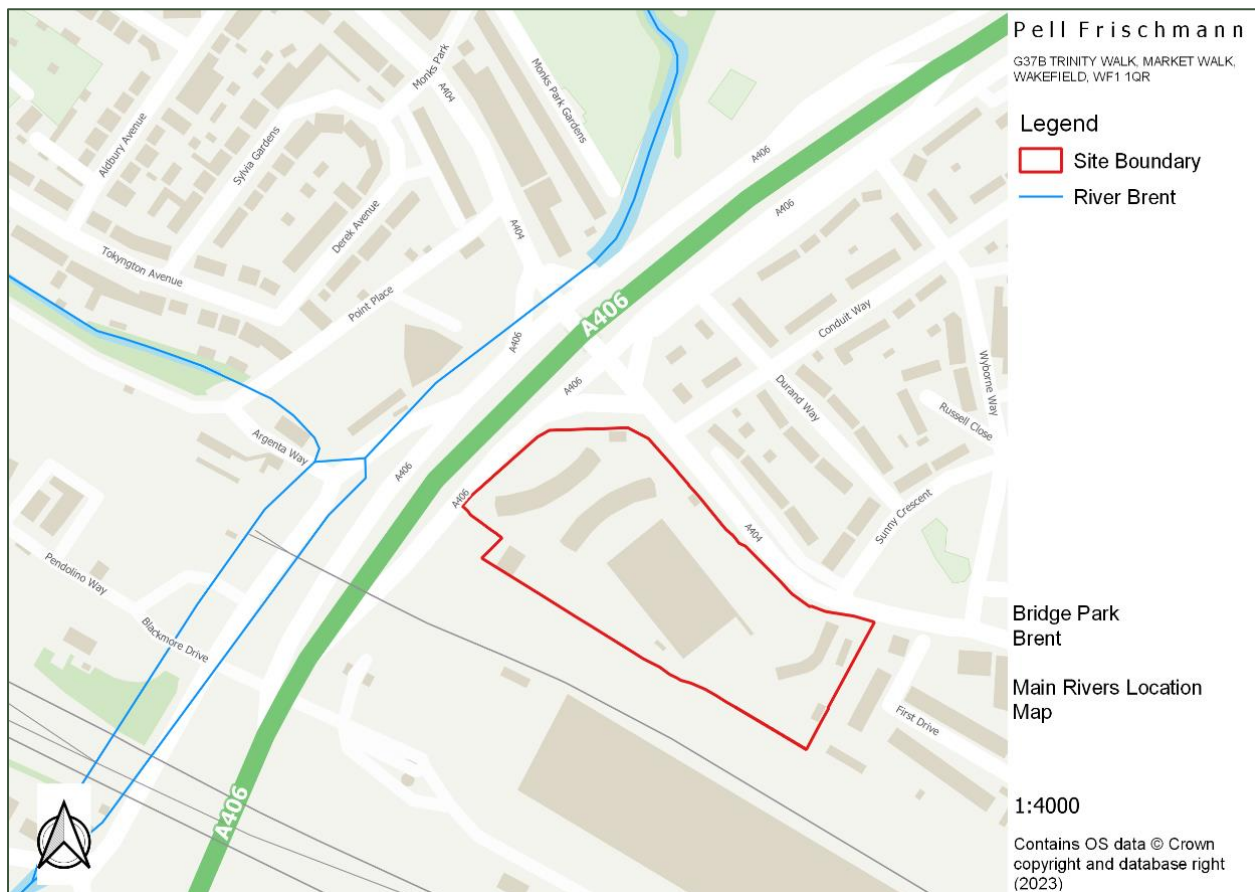 Pell Frischmann
G37B TRINITY WALK, MARKET WALK,
WAKEFIELD, WF1 1QR
Legend
Site Boundary
River Brent
Bridge Park
Brent
Main Rivers Location
Map
1:4000
Contains OS data © Crown
copyright and database right
(2023)
Monks Park
A404
Monks Park Gardens
Aldbury Avenue
Sylvia Gardens
Derek Avenue
Tokyngton Avenue
Point Place
A404
A406
A406
A406
A406
A406
Conduit Way
Wyborne Way
Durand Way
Russell Close
Argenta Way
A406
A406
A404
Sunny Crescent
Pendolino Way
Blackmore Drive
First Drive
A406